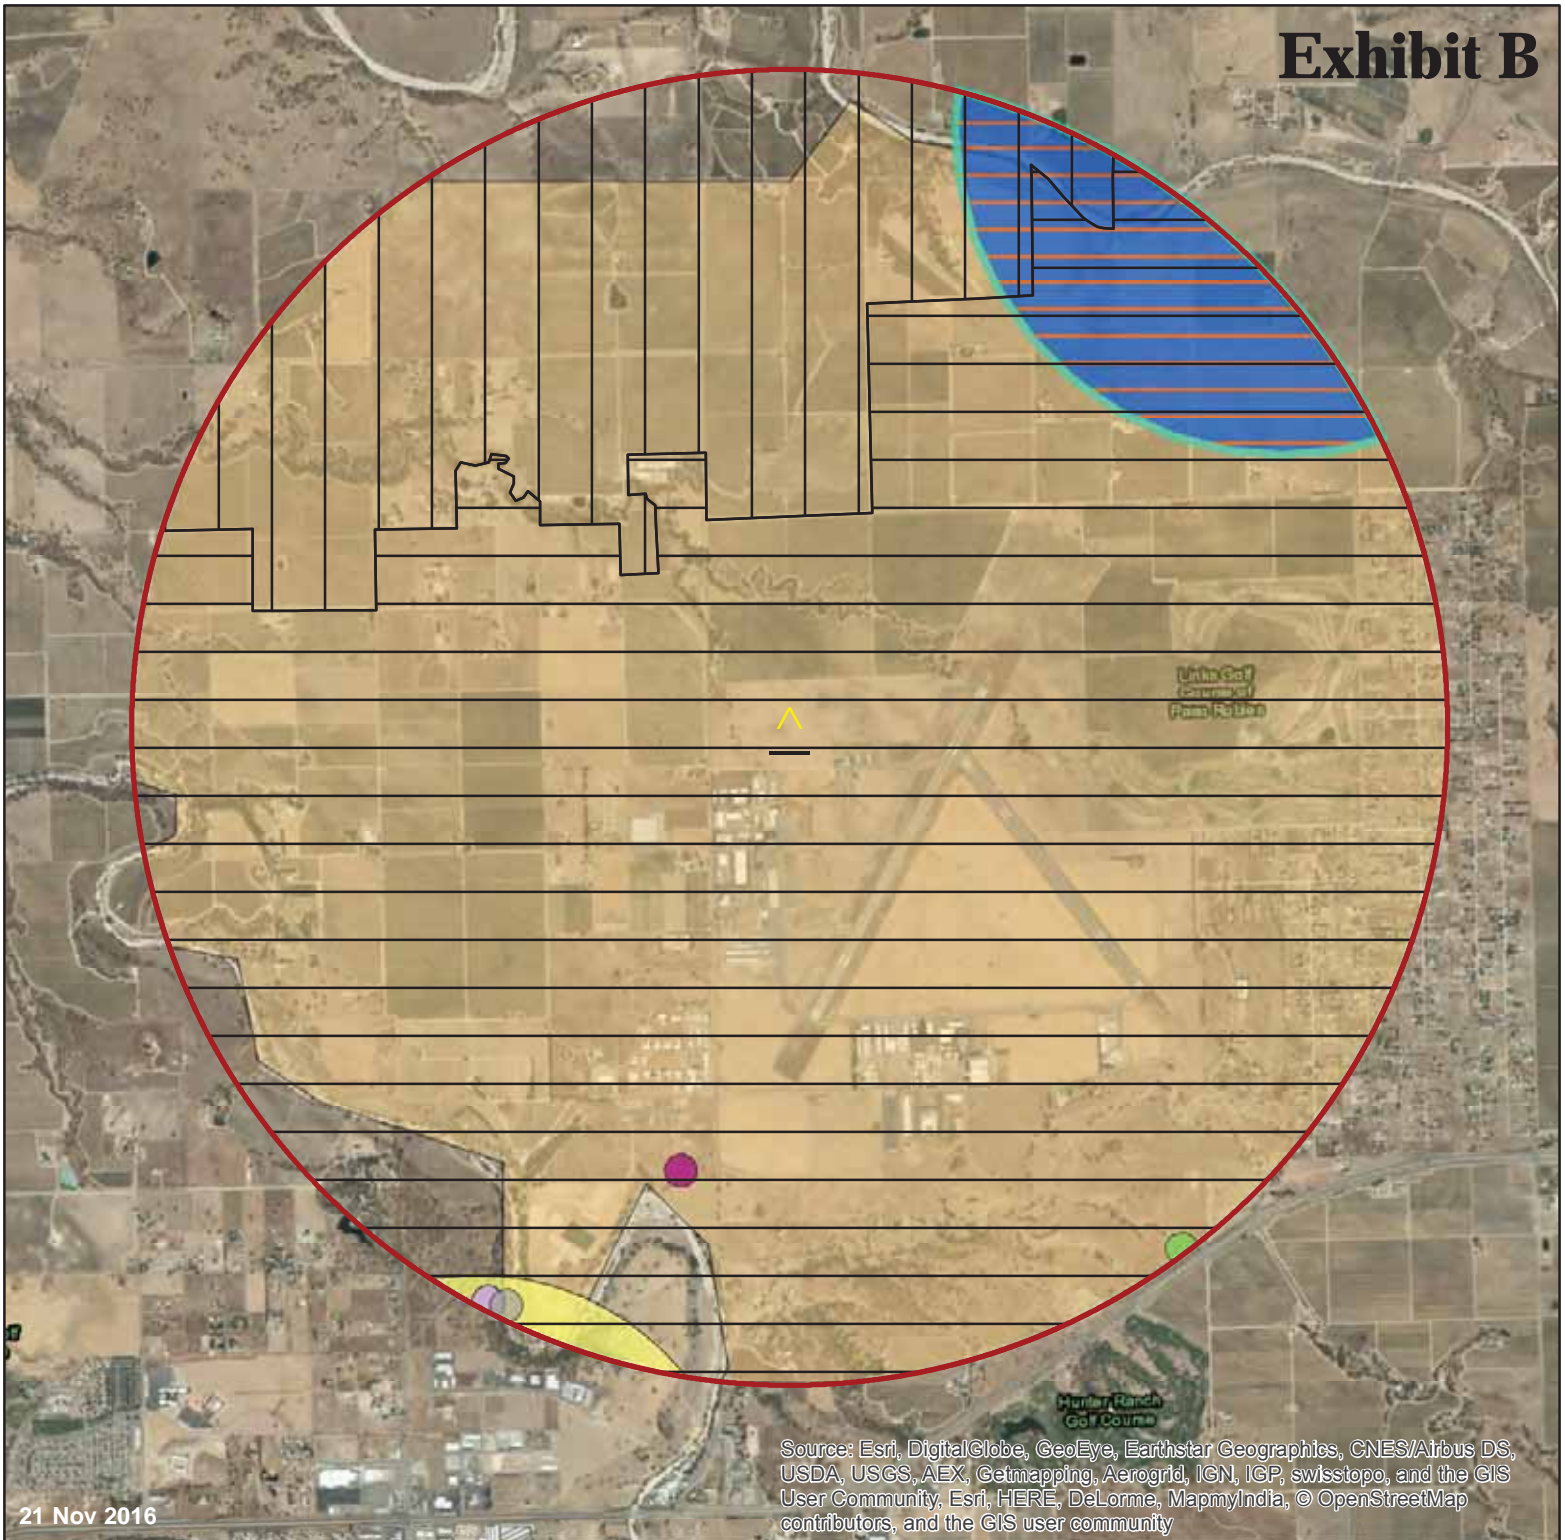 Exhibit B
Links Golf
Course of
Paso Robles
Hunter Ranch
Golf Course
Source: Esri, DigitalGlobe, GeoEye, Earthstar Geographics, CNES/Airbus DS,
USDA, USGS, AEX, Getmapping, Aerogrid, IGN, IGP, swisstopo, and the GIS
User Community, Esri, HERE, DeLorme, MapmyIndia, © OpenStreetMap
contributors, and the GIS user community
21 Nov 2016